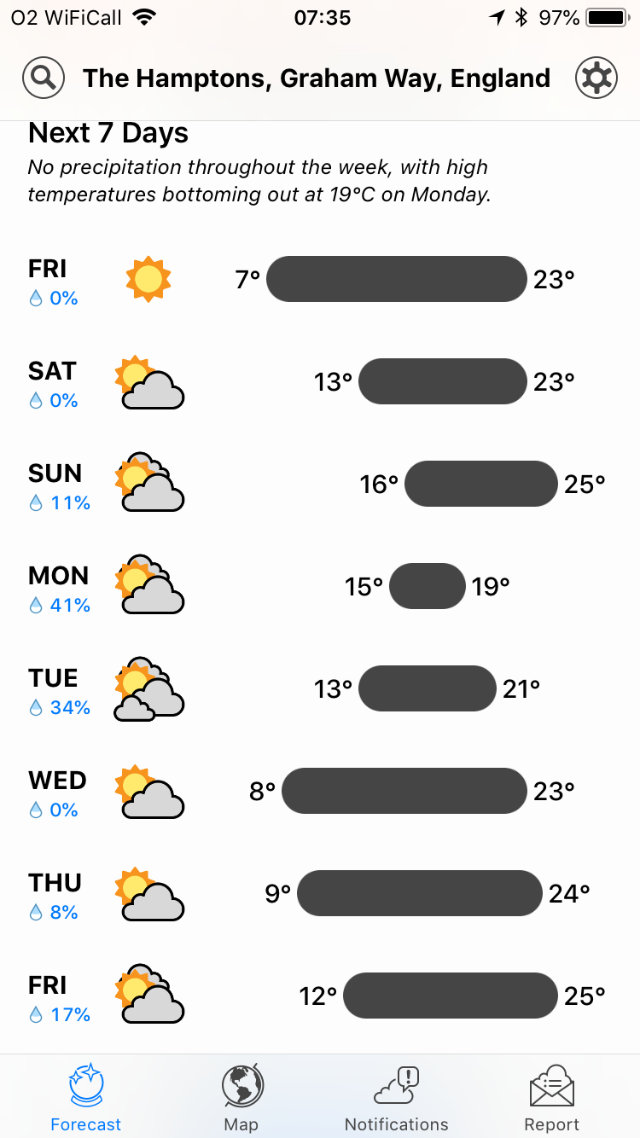 O2 WiFiCall 07:35 97%
The Hamptons, Graham Way, England
Next 7 Days
No precipitation throughout the week, with high
temperatures bottoming out at 19°C on Monday.
FRI
0%
7° 23°
SAT
0%
13° 23°
SUN
11%
16° 25°
MON
41%
15° 19°
TUE
34%
13° 21°
WED
0%
8° 23°
THU
8%
9° 24°
FRI
17%
12° 25°
Forecast Map Notifications Report